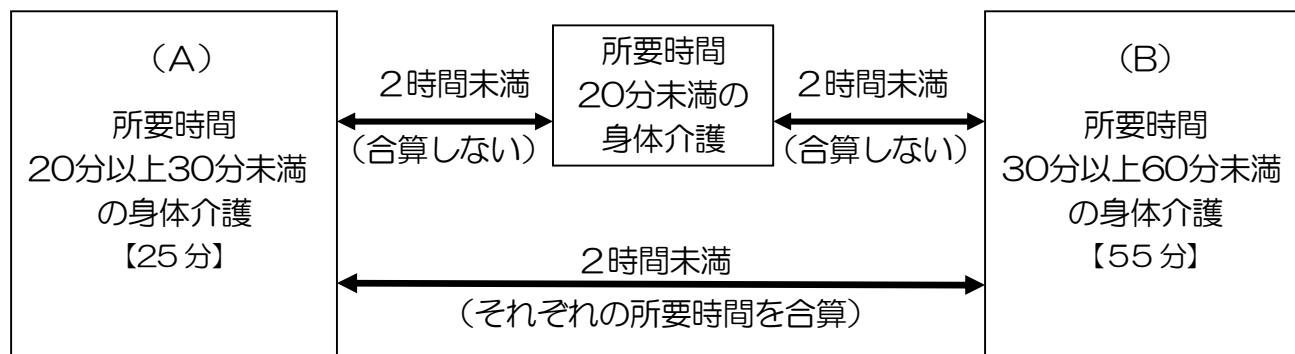 （A）
所要時間
20分以上30分未満
の身体介護
【25分】
２時間未満
（合算しない）
所要時間
20分未満の
身体介護
２時間未満
（合算しない）
２時間未満
（それぞれの所要時間を合算）
（B）
所要時間
30分以上60分未満
の身体介護
【55分】